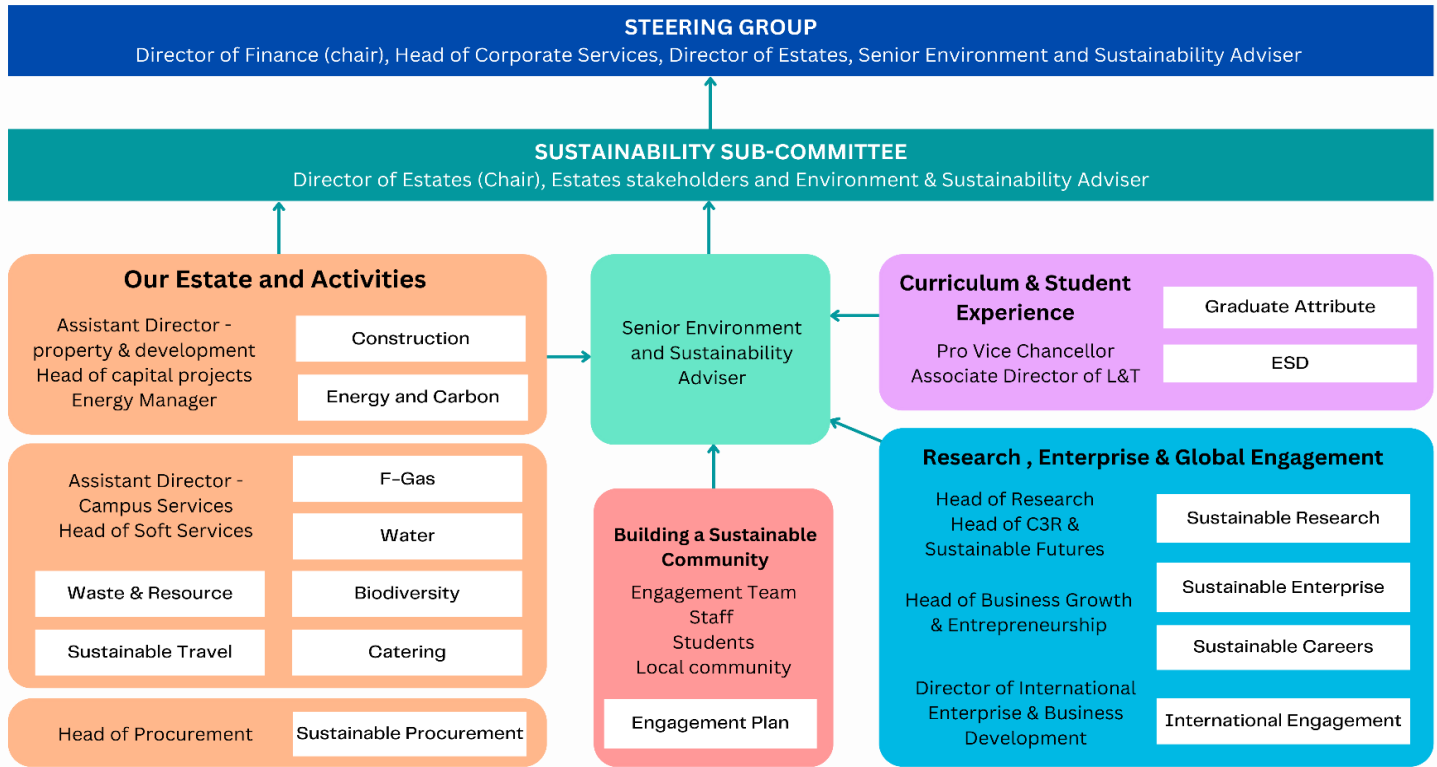 STEERING GROUP
Director of Finance (chair), Head of Corporate Services, Director of Estates, Senior Environment and Sustainability Adviser
SUSTAINABILITY SUB-COMMITTEE
Director of Estates (Chair), Estates stakeholders and Environment & Sustainability Adviser
Our Estate and Activities
Assistant Director -
property & development
Head of capital projects
Energy Manager
Construction
Energy and Carbon
Assistant Director -
Campus Services
Head of Soft Services
F-Gas
Water
Waste & Resource
Biodiversity
Sustainable Travel
Catering
Head of Procurement
Sustainable Procurement
Senior Environment
and Sustainability
Adviser
Building a Sustainable
Community
Engagement Team
Staff
Students
Local community
Engagement Plan
Curriculum & Student
Experience
Pro Vice Chancellor
Associate Director of L&T
Graduate Attribute
ESD
Research , Enterprise & Global Engagement
Head of Research
Head of C3R &
Sustainable Futures
Sustainable Research
Head of Business Growth
& Entrepreneurship
Sustainable Enterprise
Sustainable Careers
Director of International
Enterprise & Business
Development
International Engagement